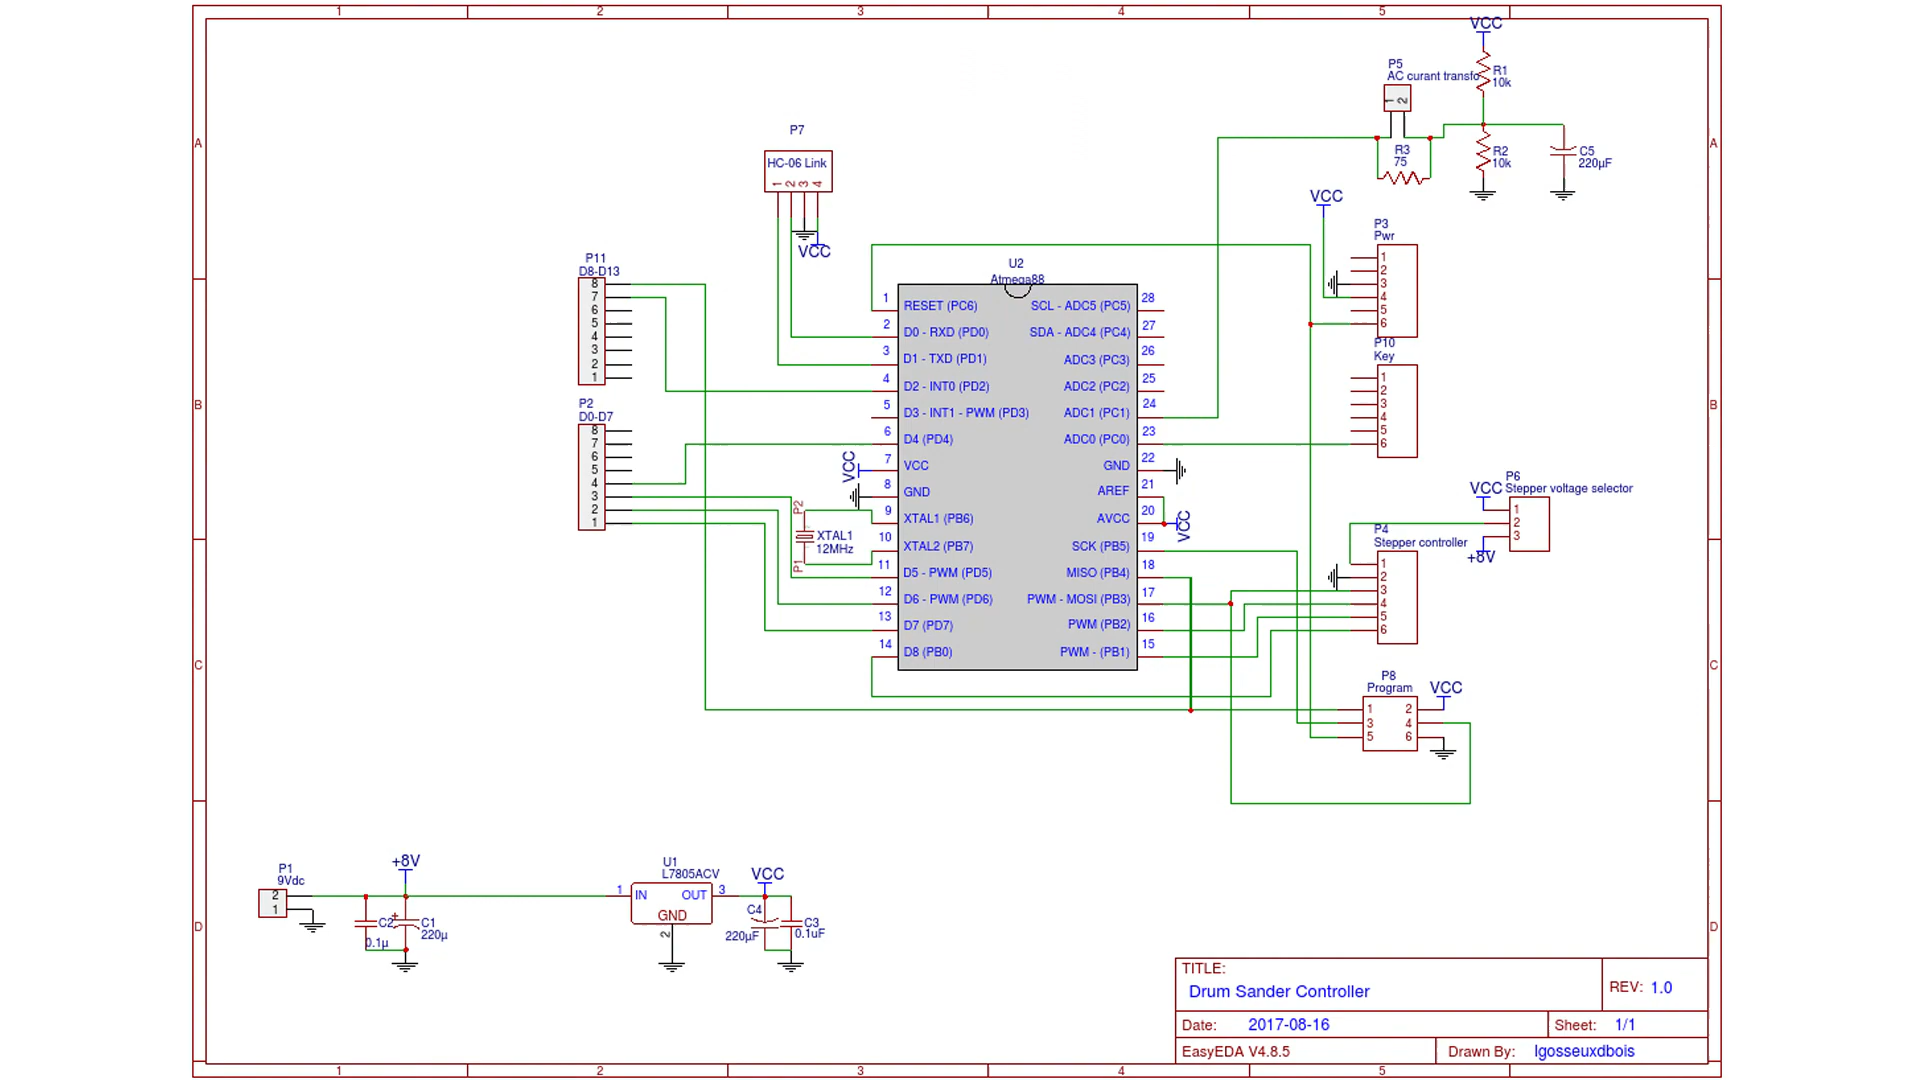 1 2 3 4 5
VCC
R1
10k
P5
AC curant transfo
1 2
A A
P7
HC-06 Link
1 2 3 4
VCC
R3
75
R2
10k
C5
220µF
VCC
P3
Pwr
1
2
3
4
5
6
P11
D8-D13
8
7
6
5
4
3
2
1
U2
Atmega88
1 RESET (PC6) SCL - ADC5 (PC5) 28
2 D0 - RXD (PD0) SDA - ADC4 (PC4) 27
3 D1 - TXD (PD1) ADC3 (PC3) 26
4 D2 - INT0 (PD2) ADC2 (PC2) 25
5 D3 - INT1 - PWM (PD3) ADC1 (PC1) 24
6 D4 (PD4) ADC0 (PC0) 23
7 VCC GND 22
8 GND AREF 21
9 XTAL1 (PB6) AVCC 20
10 XTAL2 (PB7) SCK (PB5) 19
11 D5 - PWM (PD5) MISO (PB4) 18
12 D6 - PWM (PD6) PWM - MOSI (PB3) 17
13 D7 (PD7) PWM (PB2) 16
14 D8 (PB0) PWM - (PB1) 15
P10
Key
1
2
3
4
5
6
B B
P2
D0-D7
8
7
6
5
4
3
2
1
VCC
P2
XTAL1
12MHz
P1
VCC
P6
VCC Stepper voltage selector
1
2
3
+8V
P4
Stepper controller
1
2
3
4
5
6
C C
P8
Program
VCC
1 2
3 4
5 6
P1
9Vdc
2
1
+8V
C2
0.1µ
+
C1
220µ
U1
L7805ACV
1 IN OUT 3
GND
2
VCC
C4
220µF
C3
0.1uF
D D
TITLE:
Drum Sander Controller
REV: 1.0
Date: 2017-08-16
Sheet: 1/1
EasyEDA V4.8.5
Drawn By: lgosseuxdbois
1 2 3 4 5